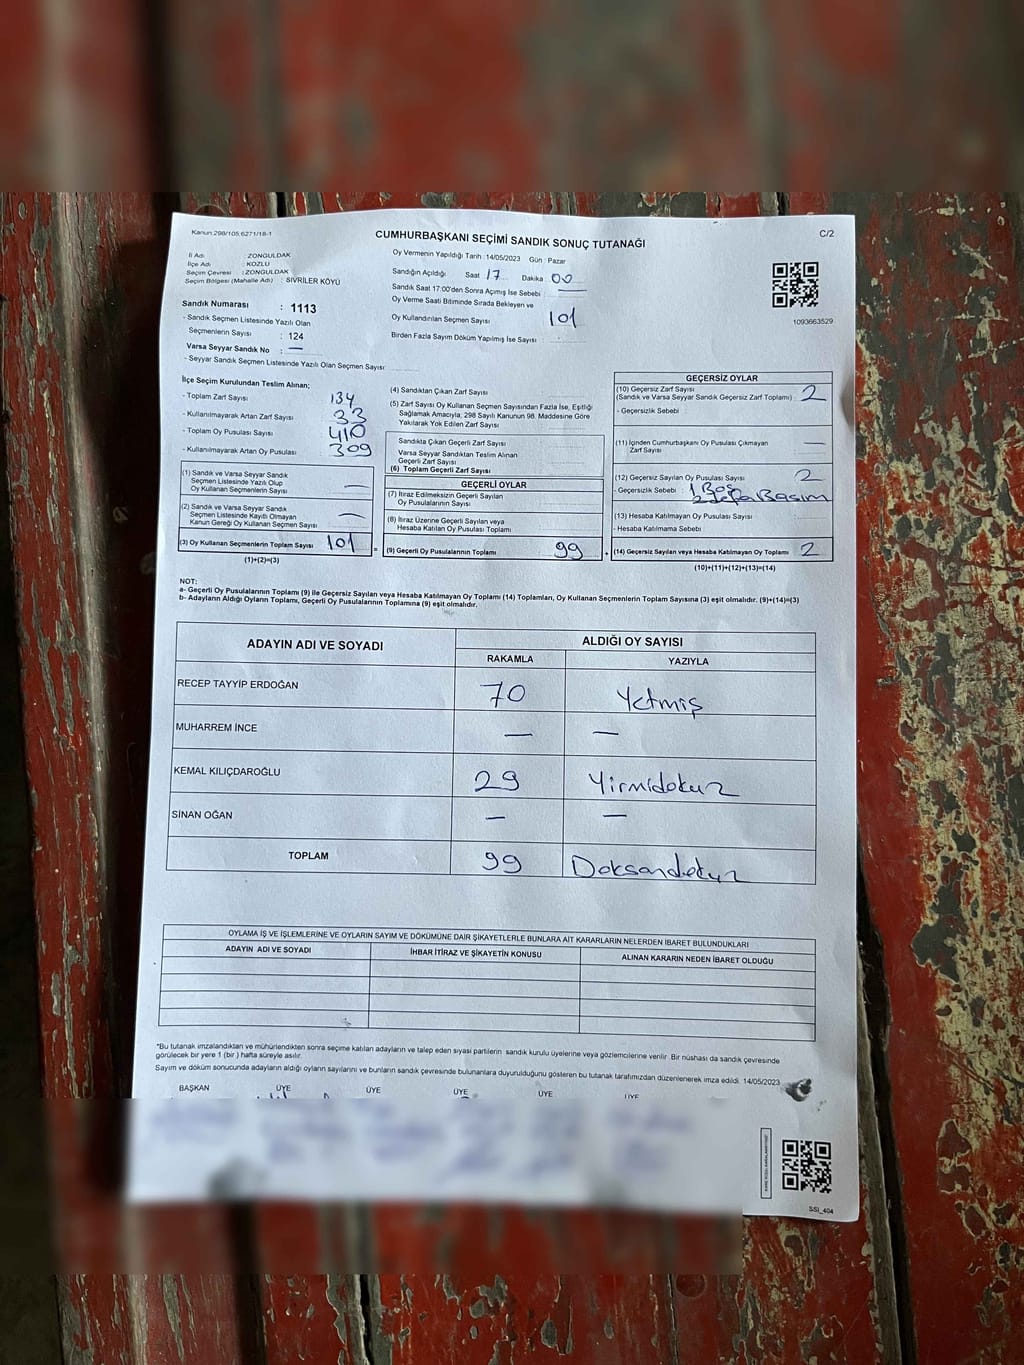 Kanun:298/105;6271/18-1
CUMHURBAŞKANI SEÇİMİ SANDIK SONUÇ TUTANAĞI
C/2
İl Adı : ZONGULDAK
İlçe Adı : KOZLU
Seçim Çevresi : ZONGULDAK
Seçim Bölgesi (Mahalle Adı) : SİVRİLER KÖYÜ
Sandık Numarası : 1113
- Sandık Seçmen Listesinde Yazılı Olan
Seçmenlerin Sayısı : 124
Varsa Seyyar Sandık No : —
- Seyyar Sandık Seçmen Listesinde Yazılı Olan Seçmen Sayısı
Oy Vermenin Yapıldığı Tarih : 14/05/2023 Gün : Pazar
Sandığın Açıldığı Saat 17 Dakika 00
Sandık Saat 17:00'den Sonra Açımış İse Sebebi —
Oy Verme Saati Bitiminde Sırada Bekleyen ve
Oy Kullandırılan Seçmen Sayısı 101
Birden Fazla Sayım Döküm Yapılmış İse Sayısı
1093663529
İlçe Seçim Kurulundan Teslim Alınan;
- Toplam Zarf Sayısı 134
- Kullanılmayarak Artan Zarf Sayısı 33
- Toplam Oy Pusulası Sayısı 410
- Kullanılmayarak Artan Oy Pusulası 309
(1) Sandık ve Varsa Seyyar Sandık
Seçmen Listesinde Yazılı Olup
Oy Kullanan Seçmenlerin Sayısı —
(2) Sandık ve Varsa Seyyar Sandık
Seçmen Listesinde Kayıtlı Olmayan
Kanun Gereği Oy Kullanan Seçmen Sayısı —
(3) Oy Kullanan Seçmenlerin Toplam Sayısı 101
(1)+(2)=(3)
(4) Sandıktan Çıkan Zarf Sayısı
(5) Zarf Sayısı Oy Kullanan Seçmen Sayısından Fazla İse, Eşitliği
Sağlamak Amacıyla, 298 Sayılı Kanunun 98. Maddesine Göre
Yakılarak Yok Edilen Zarf Sayısı
Sandıkta Çıkan Geçerli Zarf Sayısı
Varsa Seyyar Sandıktan Teslim Alınan
Geçerli Zarf Sayısı
(6) Toplam Geçerli Zarf Sayısı
GEÇERLİ OYLAR
(7) İtiraz Edilmeksizin Geçerli Sayılan
Oy Pusulalarının Sayısı
(8) İtiraz Üzerine Geçerli Sayılan veya
Hesaba Katılan Oy Pusulası Toplamı
= (9) Geçerli Oy Pusulalarının Toplamı 99
GEÇERSİZ OYLAR
(10) Geçersiz Zarf Sayısı
(Sandık ve Varsa Seyyar Sandık Geçersiz Zarf Toplamı) 2
- Geçersizlik Sebebi :
(11) İçinden Cumhurbaşkanı Oy Pusulası Çıkmayan
Zarf Sayısı —
(12) Geçersiz Sayılan Oy Pusulası Sayısı 2
- Geçersizlik Sebebi : 1 Boş
2 defa Basım
(13) Hesaba Katılmayan Oy Pusulası Sayısı
- Hesaba Katılmama Sebebi
+ (14) Geçersiz Sayılan veya Hesaba Katılmayan Oy Toplamı 2
(10)+(11)+(12)+(13)=(14)
NOT:
a- Geçerli Oy Pusulalarının Toplamı (9) ile Geçersiz Sayılan veya Hesaba Katılmayan Oy Toplamı (14) Toplamları, Oy Kullanan Seçmenlerin Toplam Sayısına (3) eşit olmalıdır. (9)+(14)=(3)
b- Adayların Aldığı Oyların Toplamı, Geçerli Oy Pusulalarının Toplamına (9) eşit olmalıdır.
ADAYIN ADI VE SOYADI ALDIĞI OY SAYISI
RAKAMLA YAZIYLA
RECEP TAYYİP ERDOĞAN 70 Yetmiş
MUHARREM İNCE — —
KEMAL KILIÇDAROĞLU 29 Yirmidokuz
SİNAN OĞAN — —
TOPLAM 99 Doksandokuz
OYLAMA İŞ VE İŞLEMLERİNE VE OYLARIN SAYIM VE DÖKÜMÜNE DAİR ŞİKAYETLERLE BUNLARA AİT KARARLARIN NELERDEN İBARET BULUNDUKLARI
ADAYIN ADI VE SOYADI İHBAR İTİRAZ VE ŞİKAYETİN KONUSU ALINAN KARARIN NEDEN İBARET OLDUĞU
*Bu tutanak imzalandıktan ve mühürlendikten sonra seçime katılan adayların ve talep eden siyasi partilerin sandık kurulu üyelerine veya gözlemcilerine verilir. Bir nüshası da sandık çevresinde
görülecek bir yere 1 (bir) hafta süreyle asılır.
Sayım ve döküm sonucunda adayların aldığı oyların sayılarını ve bunların sandık çevresinde bulunanlara duyurulduğunu gösteren bu tutanak tarafımızdan düzenlenerek imza edildi. 14/05/2023
BAŞKAN ÜYE ÜYE ÜYE ÜYE ÜYE
SSI_404